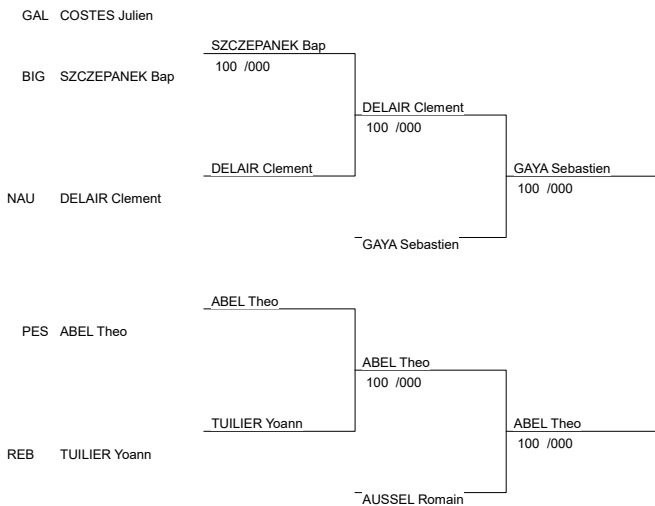 GAL COSTES Julien
SZCZEPANEK Bap
100 /000
BIG SZCZEPANEK Bap
DELAIR Clement
100 /000
DELAIR Clement
GAYA Sebastien
100 /000
NAU DELAIR Clement
GAYA Sebastien
ABEL Theo
PES ABEL Theo
ABEL Theo
100 /000
TUILIER Yoann
ABEL Theo
100 /000
REB TUILIER Yoann
AUSSEL Romain